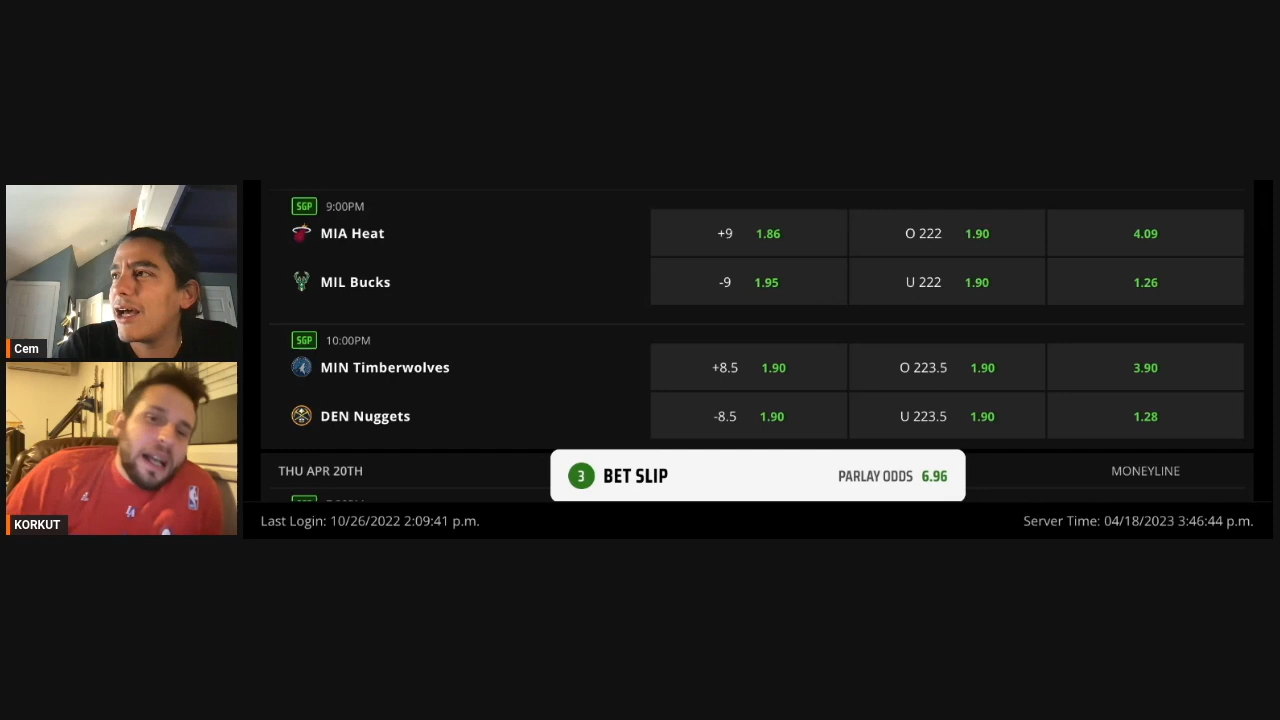 Cem
KORKUT
SGP 9:00PM
MIA Heat +9 1.86 O 222 1.90 4.09
MIL Bucks -9 1.95 U 222 1.90 1.26
SGP 10:00PM
MIN Timberwolves +8.5 1.90 O 223.5 1.90 3.90
DEN Nuggets -8.5 1.90 U 223.5 1.90 1.28
THU APR 20TH MONEYLINE
3 BET SLIP PARLAY ODDS 6.96
Last Login: 10/26/2022 2:09:41 p.m. Server Time: 04/18/2023 3:46:44 p.m.